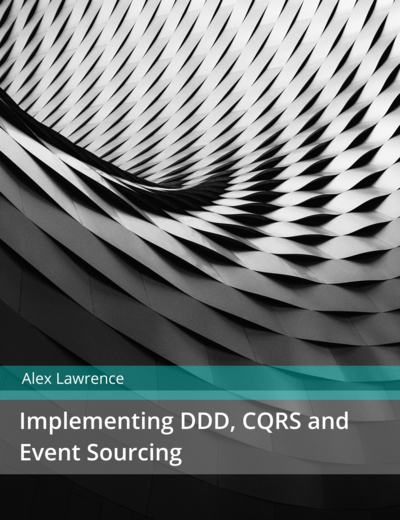 Alex Lawrence
Implementing DDD, CQRS and
Event Sourcing